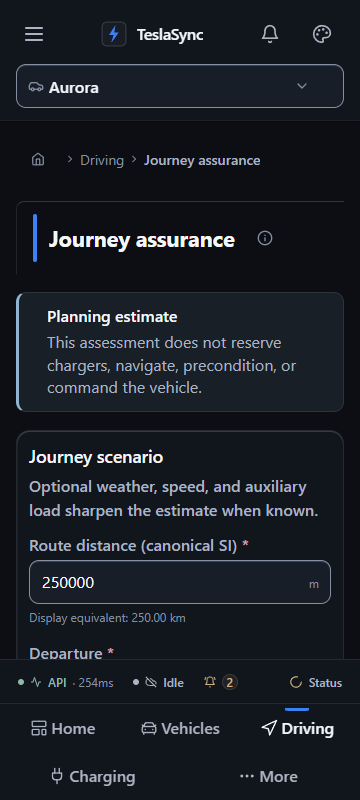 TeslaSync
Aurora
Driving
Journey assurance
Journey assurance
Planning estimate
This assessment does not reserve
chargers, navigate, precondition, or
command the vehicle.
Journey scenario
Optional weather, speed, and auxiliary
load sharpen the estimate when known.
Route distance (canonical SI) *
250000 m
Display equivalent: 250.00 km
Departure *
API · 254ms Idle 2 Status
Home Vehicles Driving
Charging More